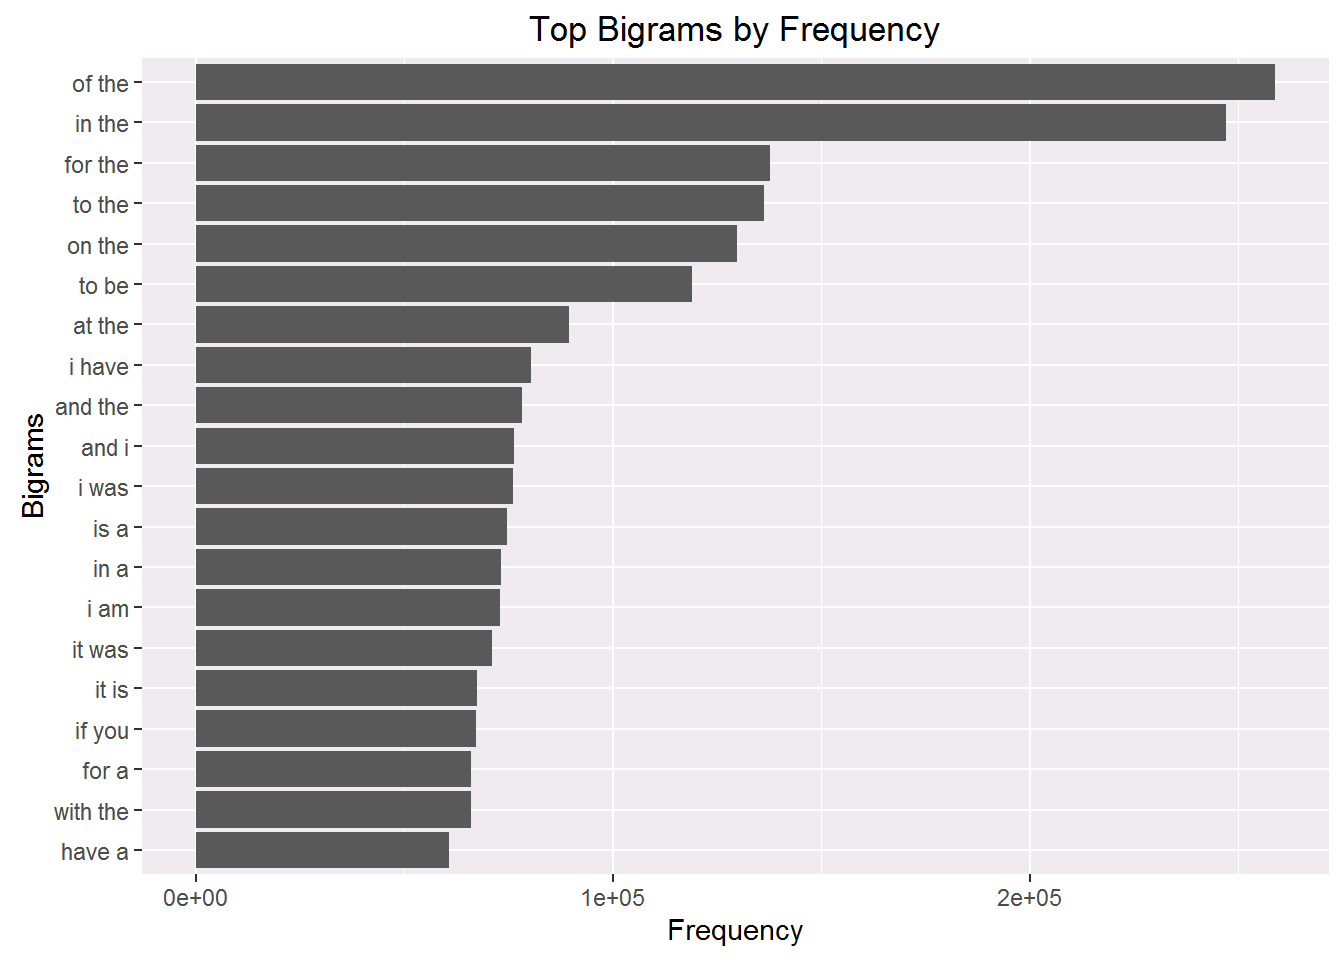 Top Bigrams by Frequency
of the
in the
for the
to the
on the
to be
at the
i have
and the
and i
i was
is a
in a
i am
it was
it is
if you
for a
with the
have a
Bigrams
0e+00 1e+05 2e+05
Frequency